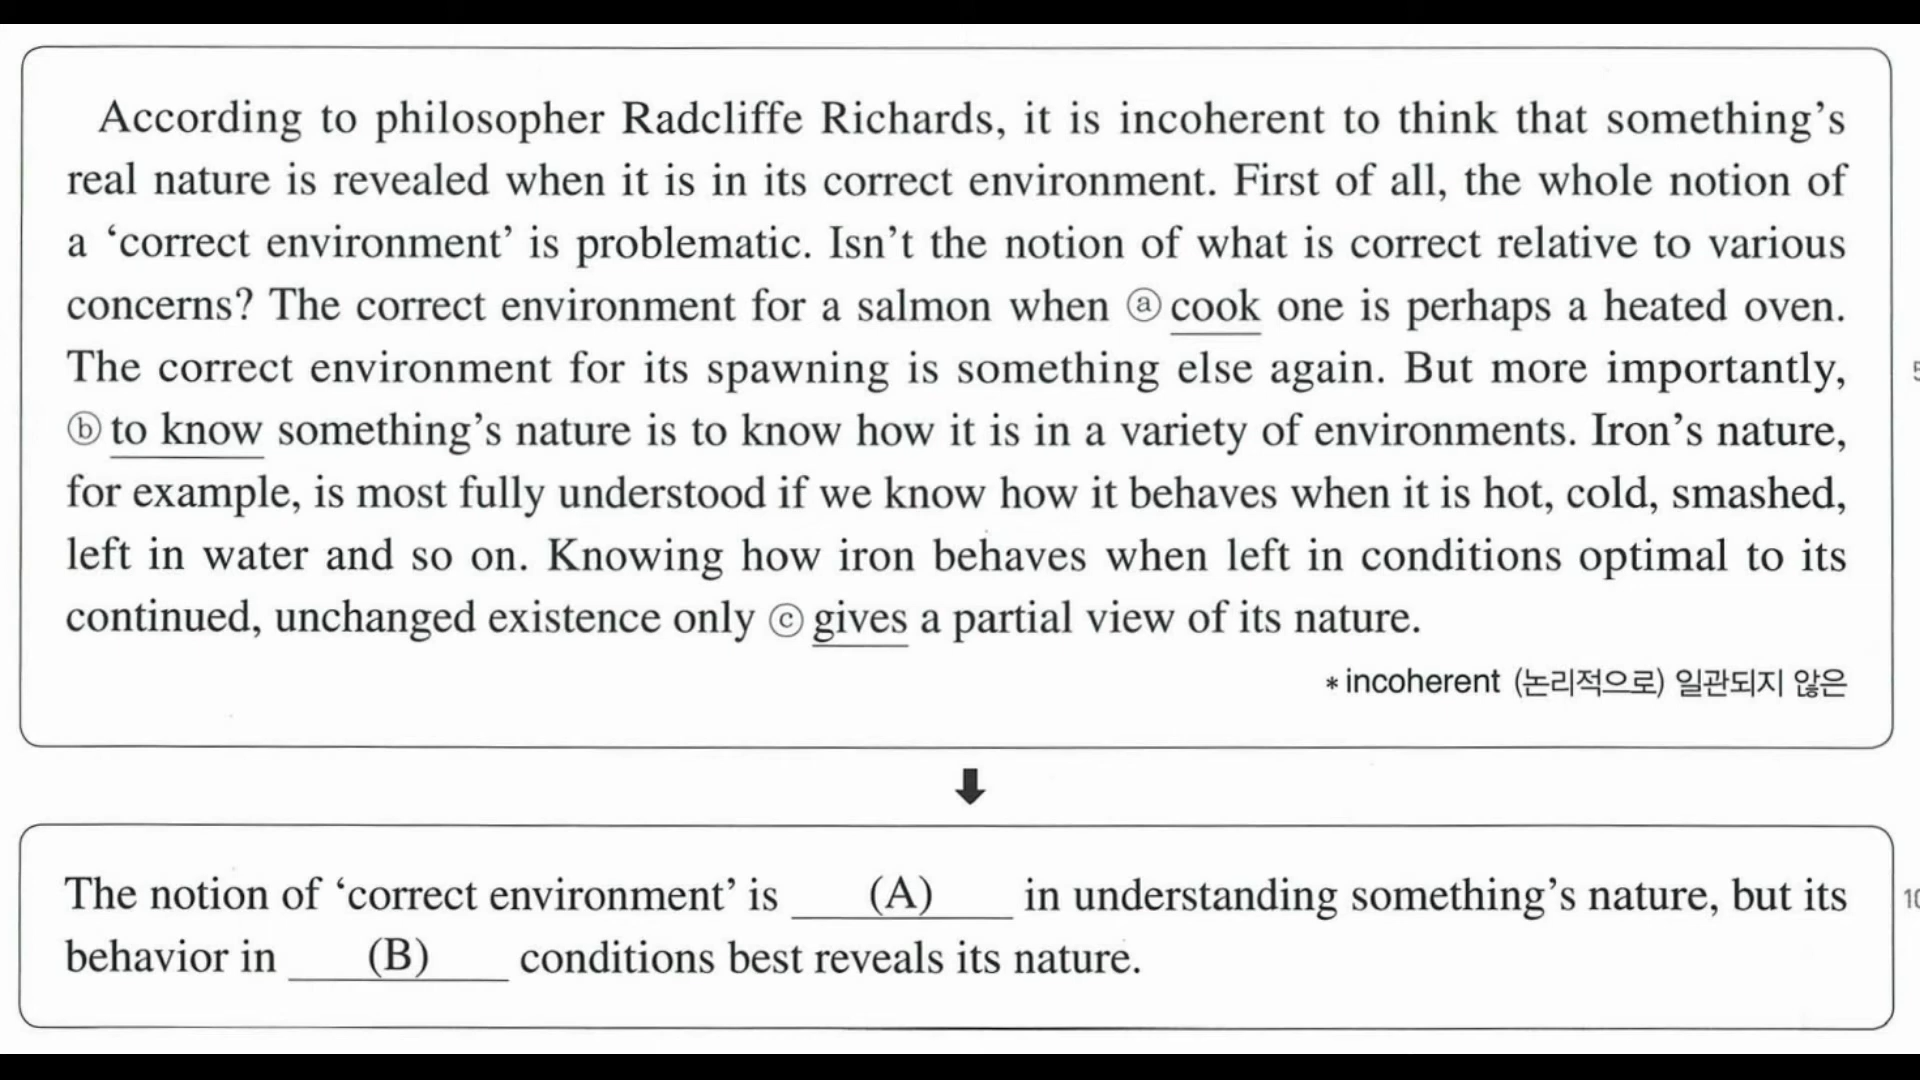 According to philosopher Radcliffe Richards, it is incoherent to think that something's
real nature is revealed when it is in its correct environment. First of all, the whole notion of
a ‘correct environment’ is problematic. Isn't the notion of what is correct relative to various
concerns? The correct environment for a salmon when ⓐ cook one is perhaps a heated oven.
The correct environment for its spawning is something else again. But more importantly,
ⓑ to know something's nature is to know how it is in a variety of environments. Iron's nature,
for example, is most fully understood if we know how it behaves when it is hot, cold, smashed,
left in water and so on. Knowing how iron behaves when left in conditions optimal to its
continued, unchanged existence only ⓒ gives a partial view of its nature.
* incoherent (논리적으로) 일관되지 않은
The notion of ‘correct environment’ is (A) in understanding something's nature, but its
behavior in (B) conditions best reveals its nature.